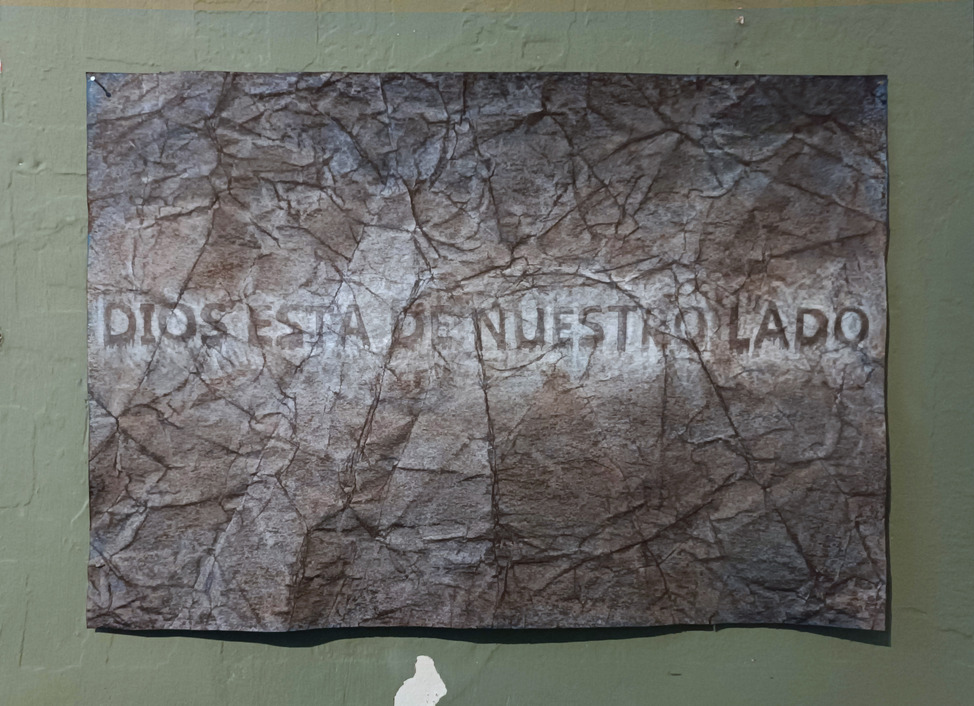 DIOS ESTA DE NUESTRO LADO